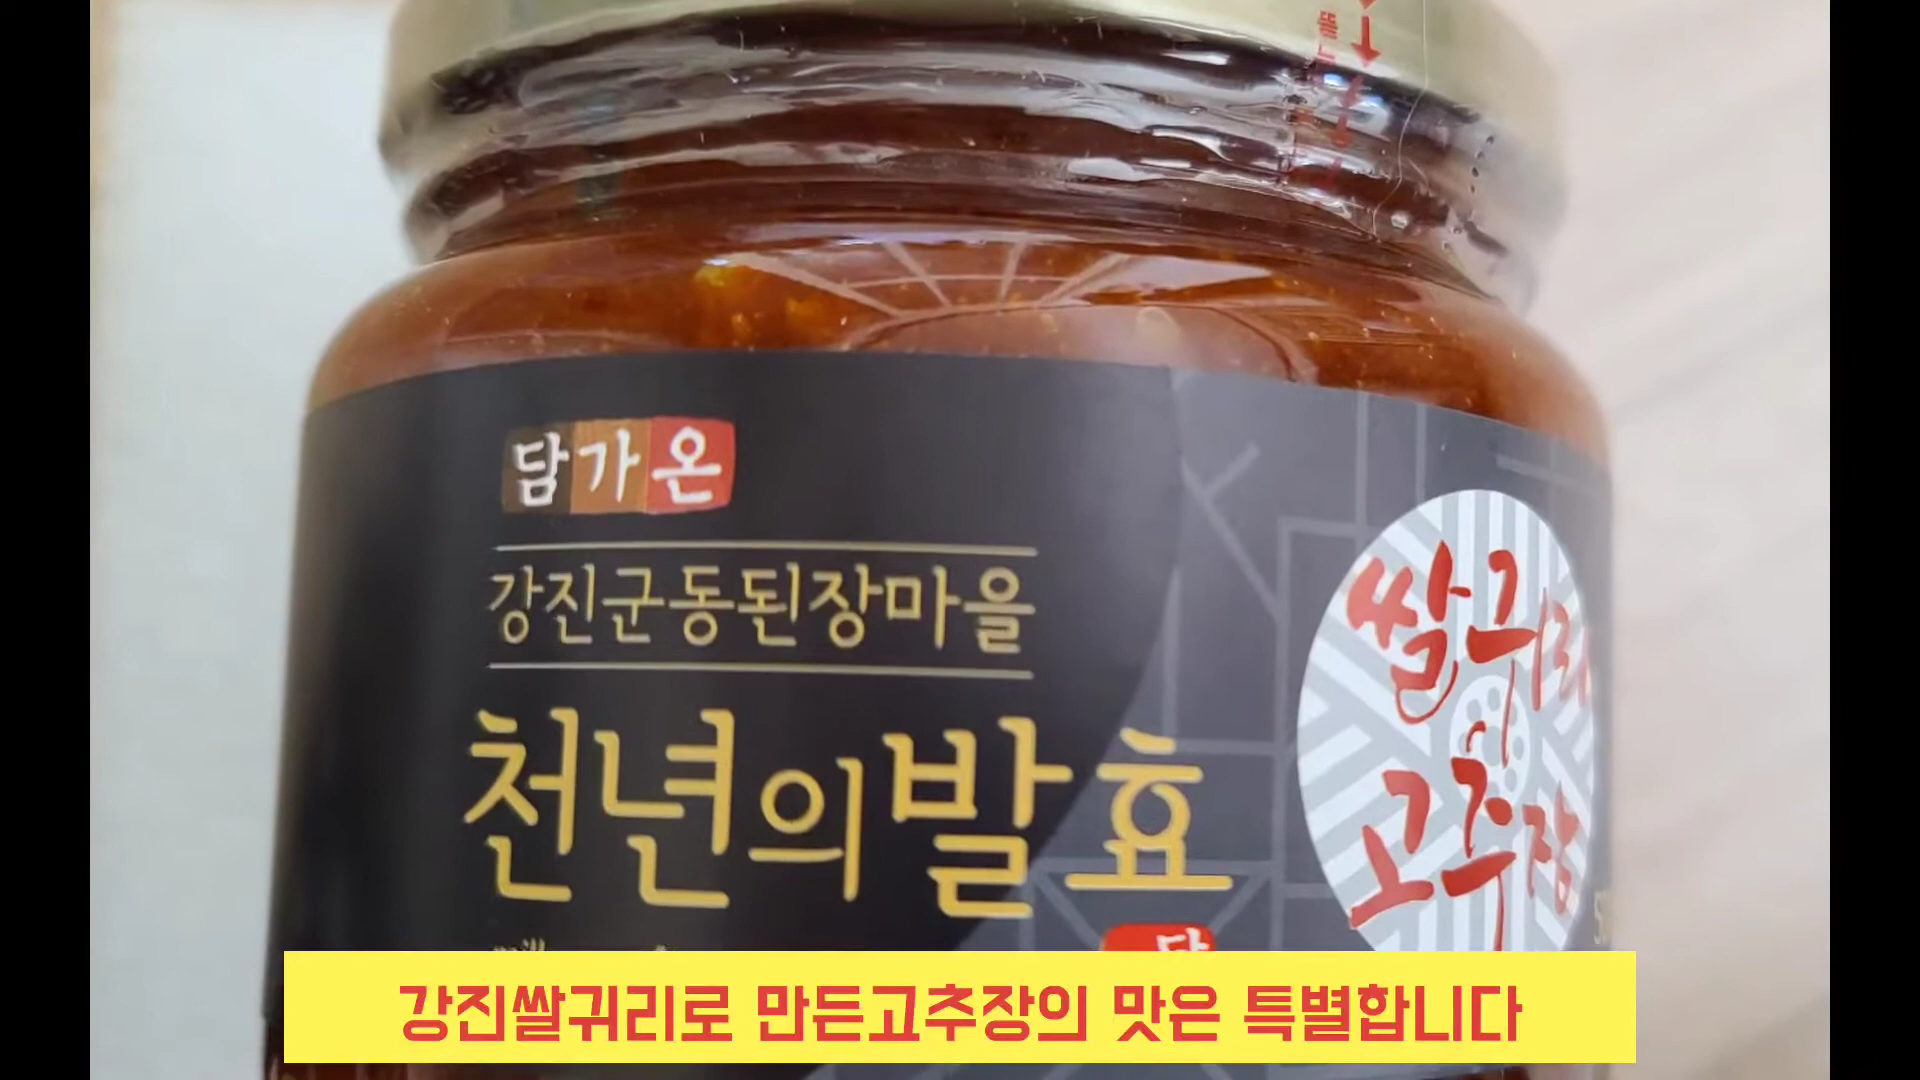 담가온
강진군동된장마을
천년의발효
쌀귀리
고추장
강진쌀귀리로 만든고추장의 맛은 특별합니다